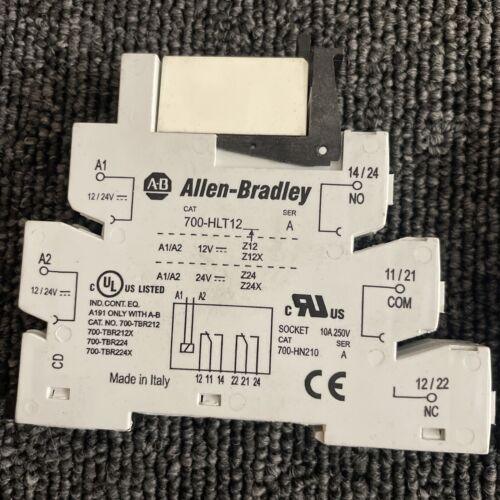 A1
12/24V
A-B Allen-Bradley
CAT SER
700-HLT12 A
A1/A2 12V Z12
Z12X
A1/A2 24V Z24
Z24X
14/24
NO
A2
12/24V
C UL US LISTED
IND. CONT. EQ.
A191 ONLY WITH A-B
CAT. NO. 700-TBR212
700-TBR212X
700-TBR224
700-TBR224X
A1 A2
12 11 14 22 21 24
c RU US
SOCKET 10A 250V
CAT SER
700-HN210 A
11/21
COM
CD
Made in Italy
CE
12/22
NC